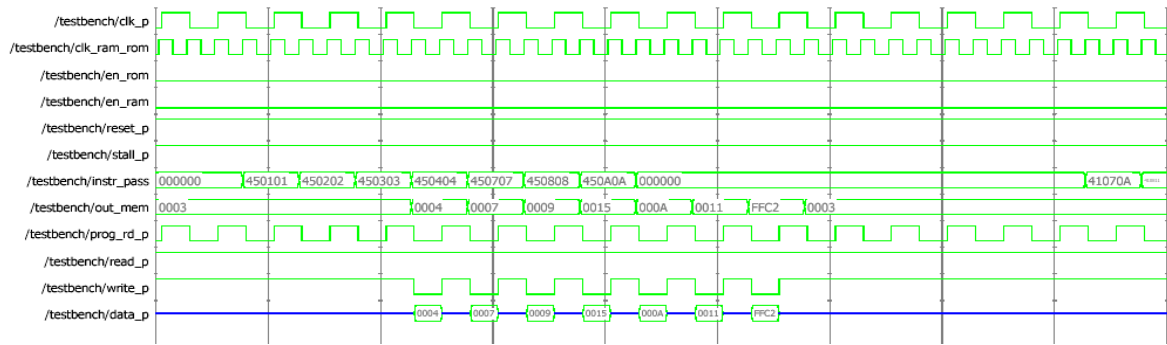 /testbench/clk_p
/testbench/clk_ram_rom
/testbench/en_rom
/testbench/en_ram
/testbench/reset_p
/testbench/stall_p
/testbench/instr_pass 000000 450101 450202 450303 450404 450707 450808 450A0A 000000 41070A
/testbench/out_mem 0003 0004 0007 0009 0015 000A 0011 FFC2 0003
/testbench/prog_rd_p
/testbench/read_p
/testbench/write_p
/testbench/data_p 0004 0007 0009 0015 000A 0011 FFC2